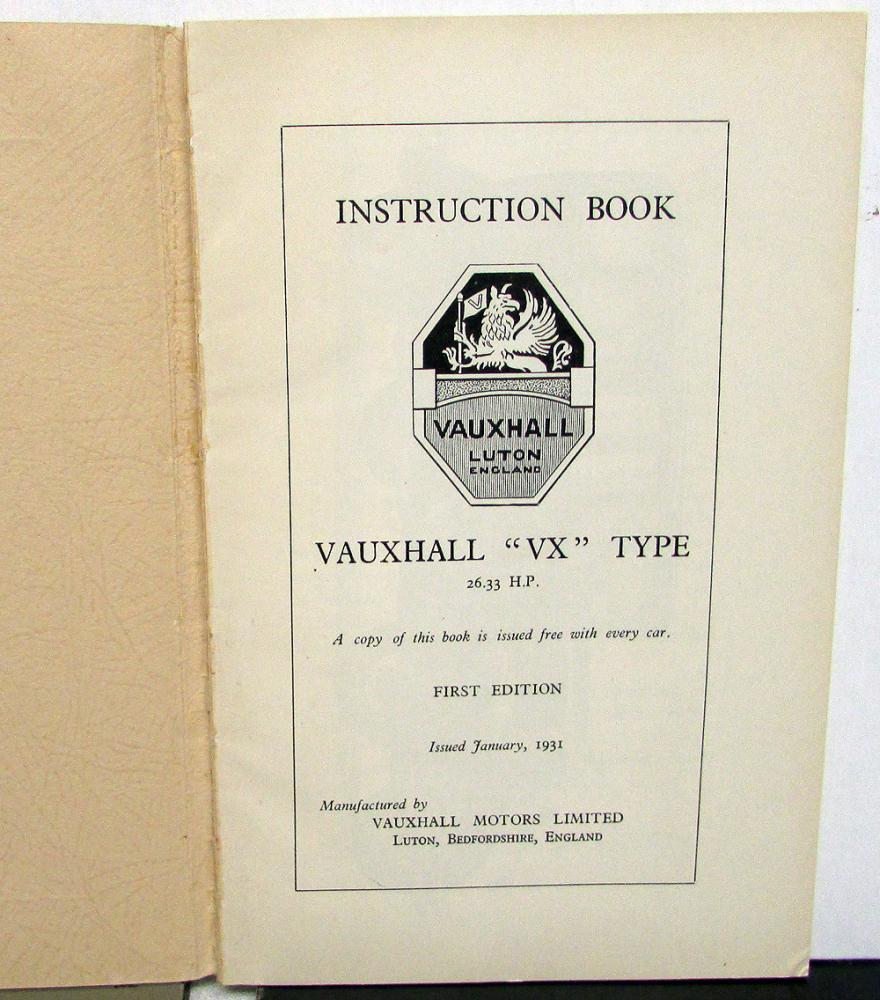 INSTRUCTION BOOK
V
VAUXHALL
LUTON
ENGLAND
VAUXHALL “VX” TYPE
26.33 H.P.
A copy of this book is issued free with every car.
FIRST EDITION
Issued January, 1931
Manufactured by
VAUXHALL MOTORS LIMITED
LUTON, BEDFORDSHIRE, ENGLAND